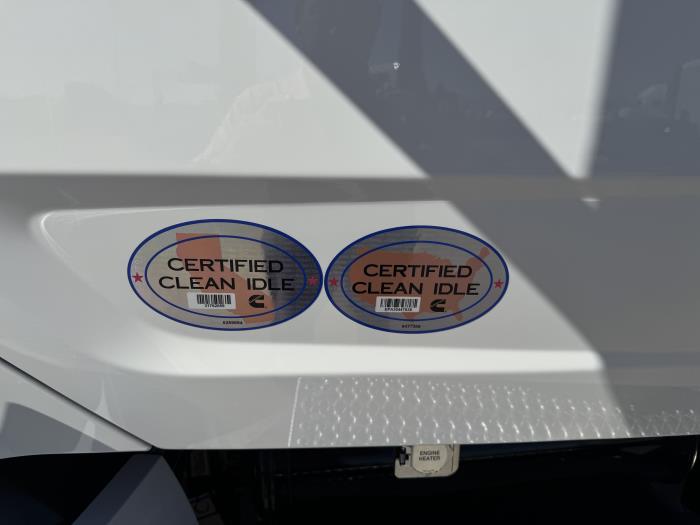 CERTIFIED
CLEAN IDLE
CERTIFIED
CLEAN IDLE
ENGINE
HEATER